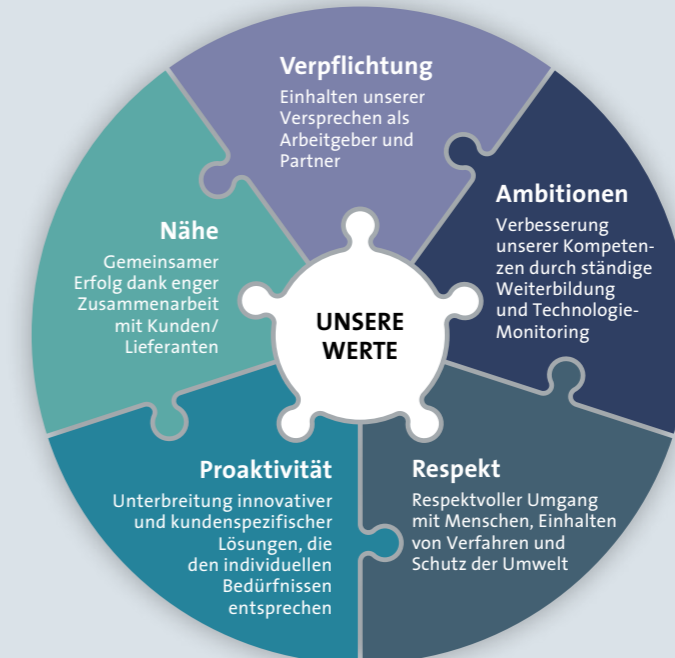 Verpflichtung
Einhalten unserer
Versprechen als
Arbeitgeber und
Partner
Ambitionen
Verbesserung
unserer Kompeten-
zen durch ständige
Weiterbildung
und Technologie-
Monitoring
Nähe
Gemeinsamer
Erfolg dank enger
Zusammenarbeit
mit Kunden/
Lieferanten
UNSERE
WERTE
Proaktivität
Unterbreitung innovativer
und kundenspezifischer
Lösungen, die
den individuellen
Bedürfnissen
entsprechen
Respekt
Respektvoller Umgang
mit Menschen, Einhalten
von Verfahren und
Schutz der Umwelt